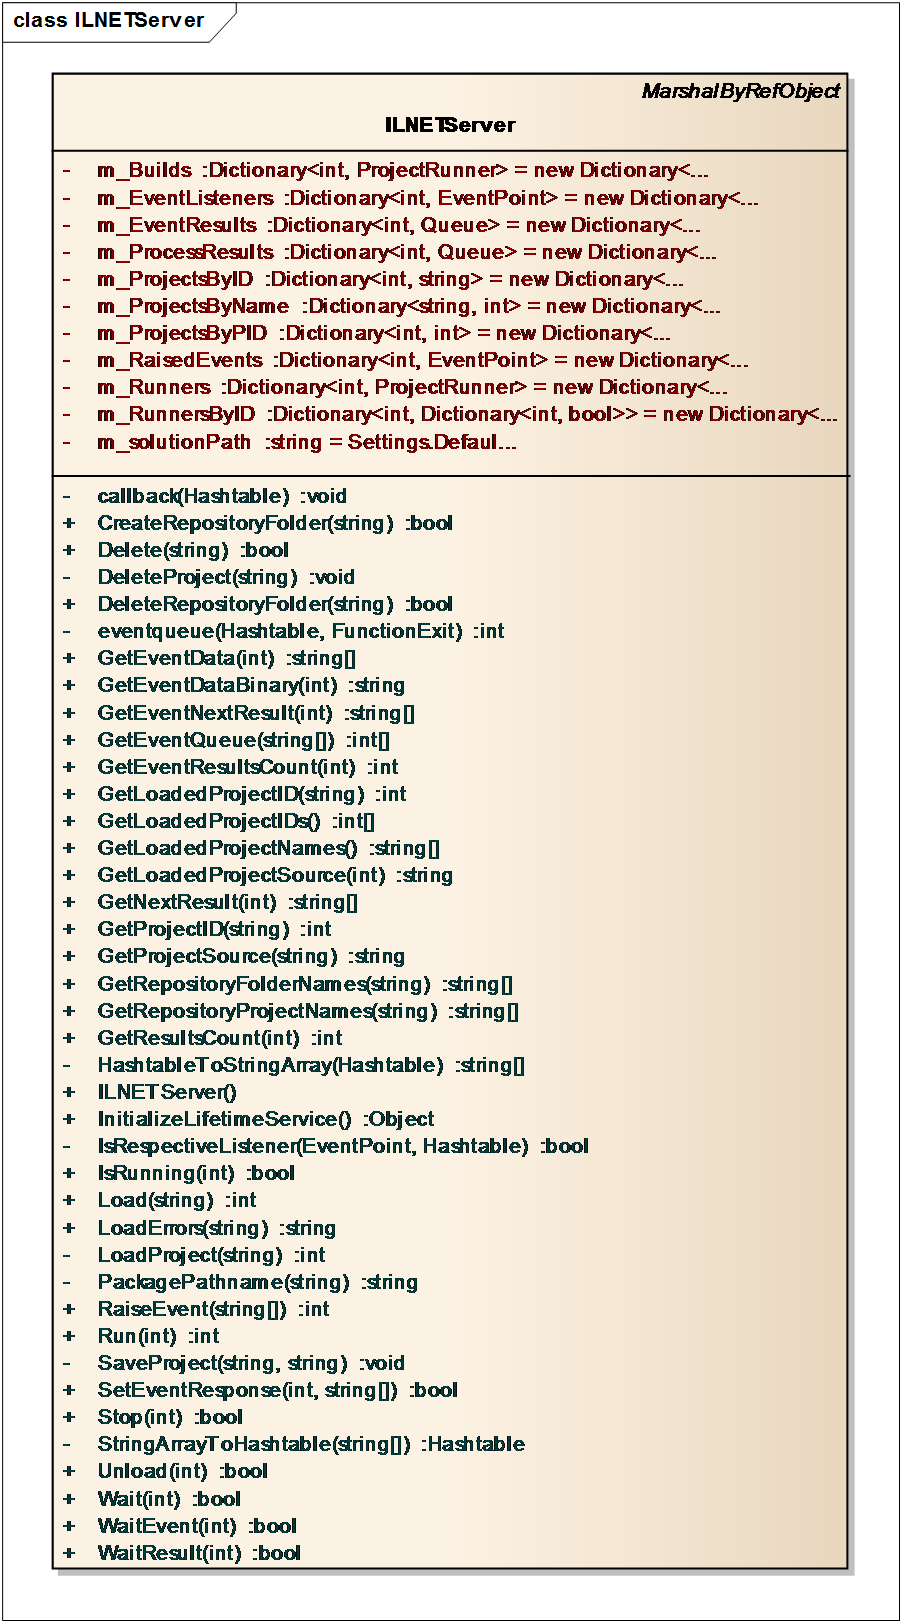 class ILNETServer
MarshalByRefObject
ILNETServer
- m_Builds :Dictionary<int, ProjectRunner> = new Dictionary<...
- m_EventListeners :Dictionary<int, EventPoint> = new Dictionary<...
- m_EventResults :Dictionary<int, Queue> = new Dictionary<...
- m_ProcessResults :Dictionary<int, Queue> = new Dictionary<...
- m_ProjectsByID :Dictionary<int, string> = new Dictionary<...
- m_ProjectsByName :Dictionary<string, int> = new Dictionary<...
- m_ProjectsByPID :Dictionary<int, int> = new Dictionary<...
- m_RaisedEvents :Dictionary<int, EventPoint> = new Dictionary<...
- m_Runners :Dictionary<int, ProjectRunner> = new Dictionary<...
- m_RunnersByID :Dictionary<int, Dictionary<int, bool>> = new Dictionary<...
- m_solutionPath :string = Settings.Defaul...
- callback(Hashtable) :void
+ CreateRepositoryFolder(string) :bool
+ Delete(string) :bool
- DeleteProject(string) :void
+ DeleteRepositoryFolder(string) :bool
- eventqueue(Hashtable, FunctionExit) :int
+ GetEventData(int) :string[]
+ GetEventDataBinary(int) :string
+ GetEventNextResult(int) :string[]
+ GetEventQueue(string[]) :int[]
+ GetEventResultsCount(int) :int
+ GetLoadedProjectID(string) :int
+ GetLoadedProjectIDs() :int[]
+ GetLoadedProjectNames() :string[]
+ GetLoadedProjectSource(int) :string
+ GetNextResult(int) :string[]
+ GetProjectID(string) :int
+ GetProjectSource(string) :string
+ GetRepositoryFolderNames(string) :string[]
+ GetRepositoryProjectNames(string) :string[]
+ GetResultsCount(int) :int
- HashtableToStringArray(Hashtable) :string[]
+ ILNETServer()
+ InitializeLifetimeService() :Object
- IsRespectiveListener(EventPoint, Hashtable) :bool
+ IsRunning(int) :bool
+ Load(string) :int
+ LoadErrors(string) :string
- LoadProject(string) :int
- PackagePathname(string) :string
+ RaiseEvent(string[]) :int
+ Run(int) :int
- SaveProject(string, string) :void
+ SetEventResponse(int, string[]) :bool
+ Stop(int) :bool
- StringArrayToHashtable(string[]) :Hashtable
+ Unload(int) :bool
+ Wait(int) :bool
+ WaitEvent(int) :bool
+ WaitResult(int) :bool